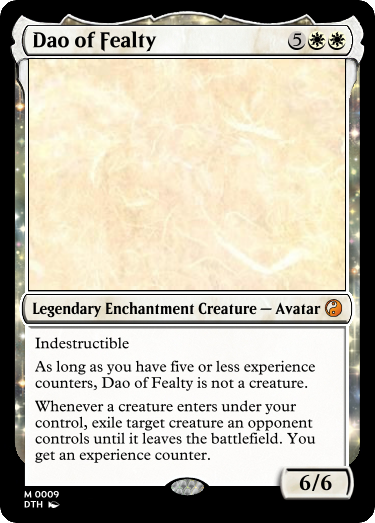 Dao of Fealty 5
Legendary Enchantment Creature — Avatar
Indestructible
As long as you have five or less experience
counters, Dao of Fealty is not a creature.
Whenever a creature enters under your
control, exile target creature an opponent
controls until it leaves the battlefield. You
get an experience counter.
6/6
M 0009
DTH